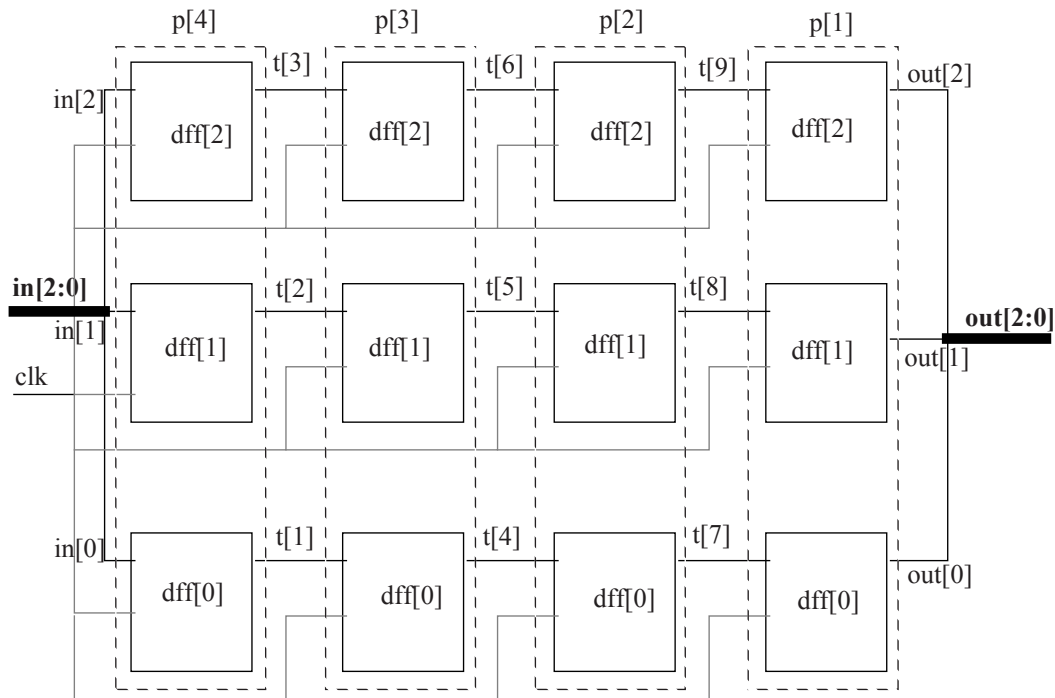 p[4] p[3] p[2] p[1]
t[3] t[6] t[9] out[2]
in[2]
dff[2] dff[2] dff[2] dff[2]
in[2:0] t[2] t[5] t[8] out[2:0]
in[1]
dff[1] dff[1] dff[1] dff[1] out[1]
clk
in[0] t[1] t[4] t[7]
out[0]
dff[0] dff[0] dff[0] dff[0]